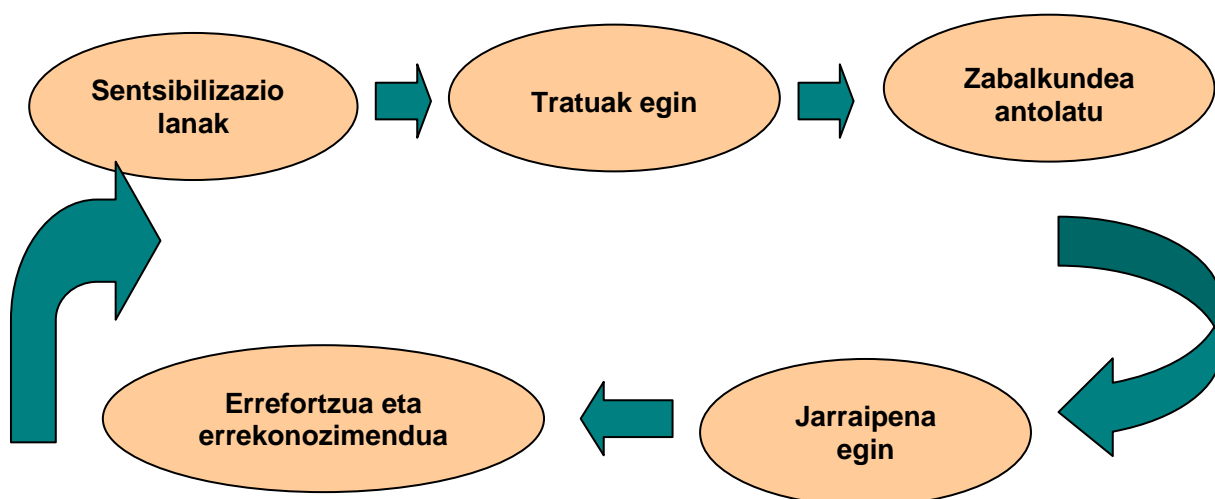 Sentsibilizazio
lanak
Tratuak egin
Zabalkundea
antolatu
Errefortzua eta
errekonozimendua
Jarraipena
egin